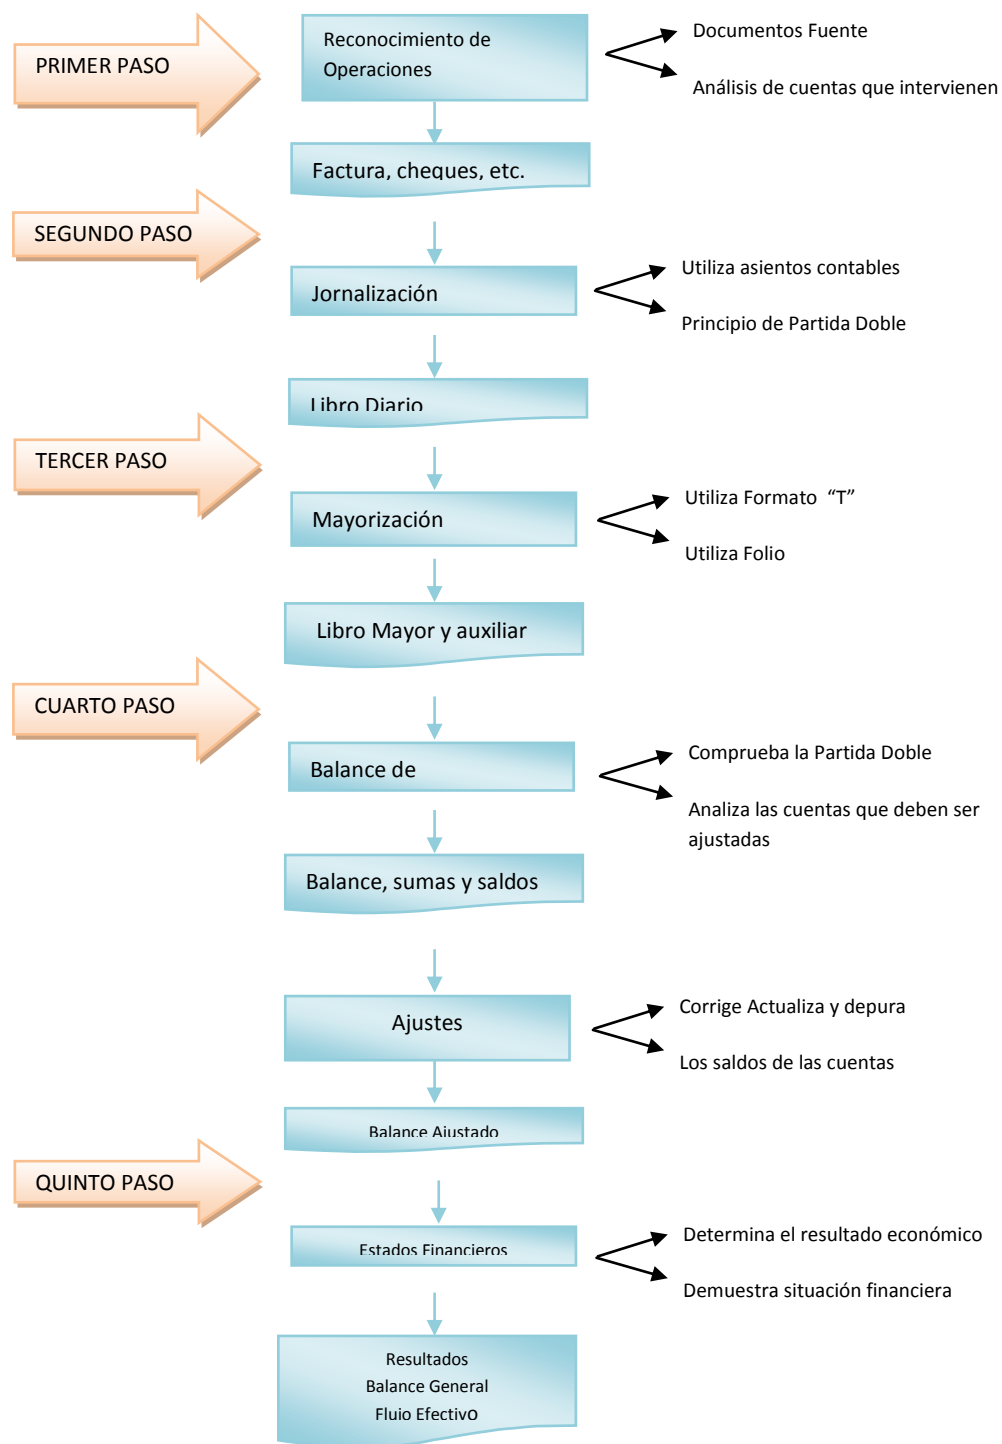 PRIMER PASO
Reconocimiento de
Operaciones
Documentos Fuente
Análisis de cuentas que intervienen
Factura, cheques, etc.
SEGUNDO PASO
Jornalización
Utiliza asientos contables
Principio de Partida Doble
Libro Diario
TERCER PASO
Mayorización
Utiliza Formato “T”
Utiliza Folio
Libro Mayor y auxiliar
CUARTO PASO
Balance de
Comprueba la Partida Doble
Analiza las cuentas que deben ser
ajustadas
Balance, sumas y saldos
Ajustes
Corrige Actualiza y depura
Los saldos de las cuentas
Balance Ajustado
QUINTO PASO
Estados Financieros
Determina el resultado económico
Demuestra situación financiera
Resultados
Balance General
Flujo Efectivo